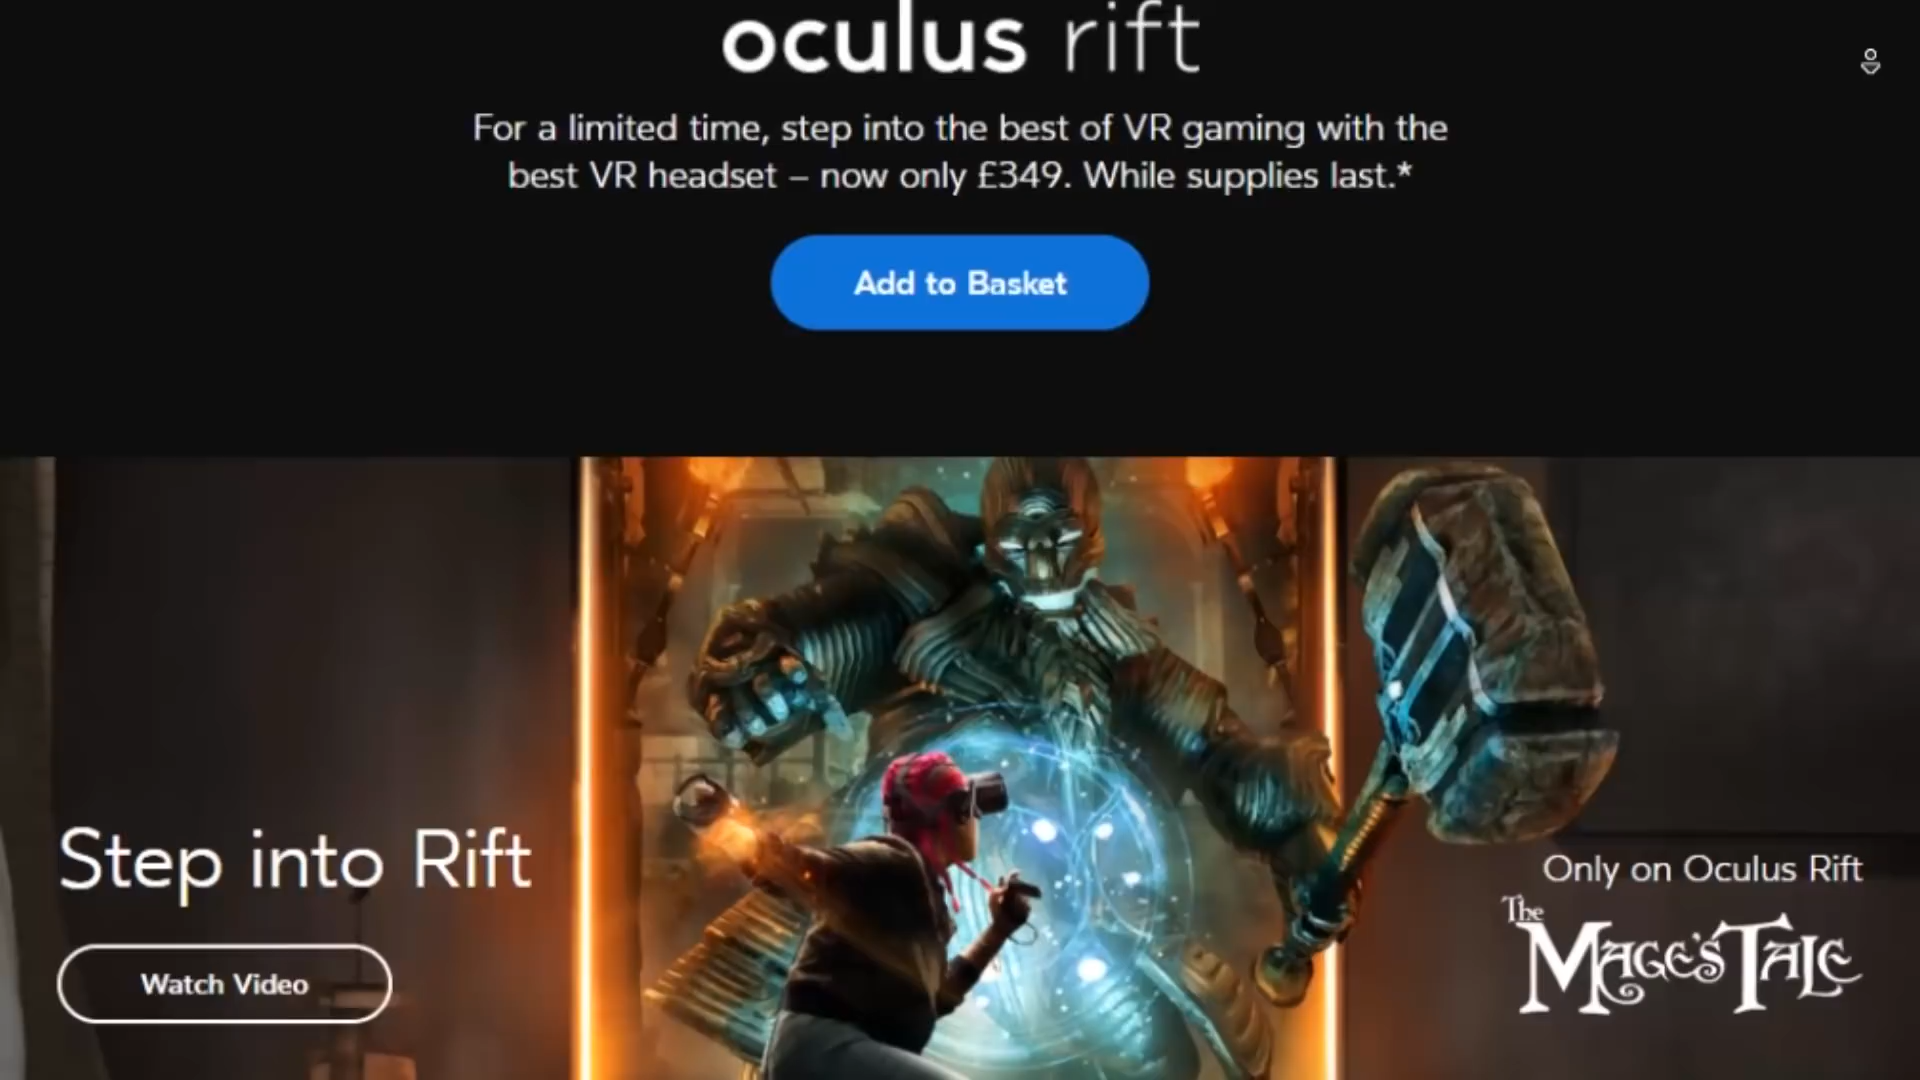 oculus rift
For a limited time, step into the best of VR gaming with the
best VR headset – now only £349. While supplies last.*
Add to Basket
Step into Rift
Watch Video
Only on Oculus Rift
The
Mage's Tale